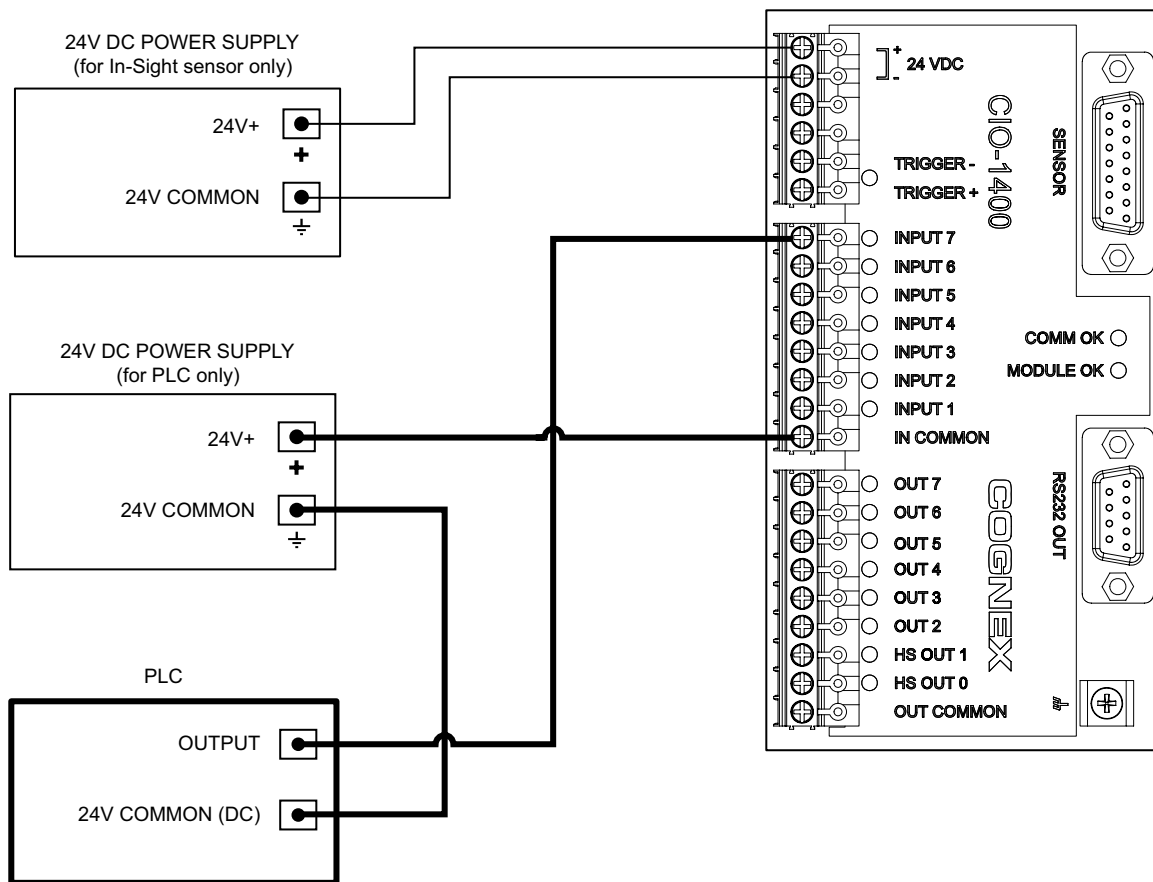 24V DC POWER SUPPLY
(for In-Sight sensor only)
24V+
+
24V COMMON
24V DC POWER SUPPLY
(for PLC only)
24V+
+
24V COMMON
PLC
OUTPUT
24V COMMON (DC)
+
24 VDC
-
TRIGGER -
TRIGGER +
INPUT 7
INPUT 6
INPUT 5
INPUT 4
INPUT 3
INPUT 2
INPUT 1
IN COMMON
OUT 7
OUT 6
OUT 5
OUT 4
OUT 3
OUT 2
HS OUT 1
HS OUT 0
OUT COMMON
CIO-1400
COGNEX
SENSOR
COMM OK
MODULE OK
RS232 OUT